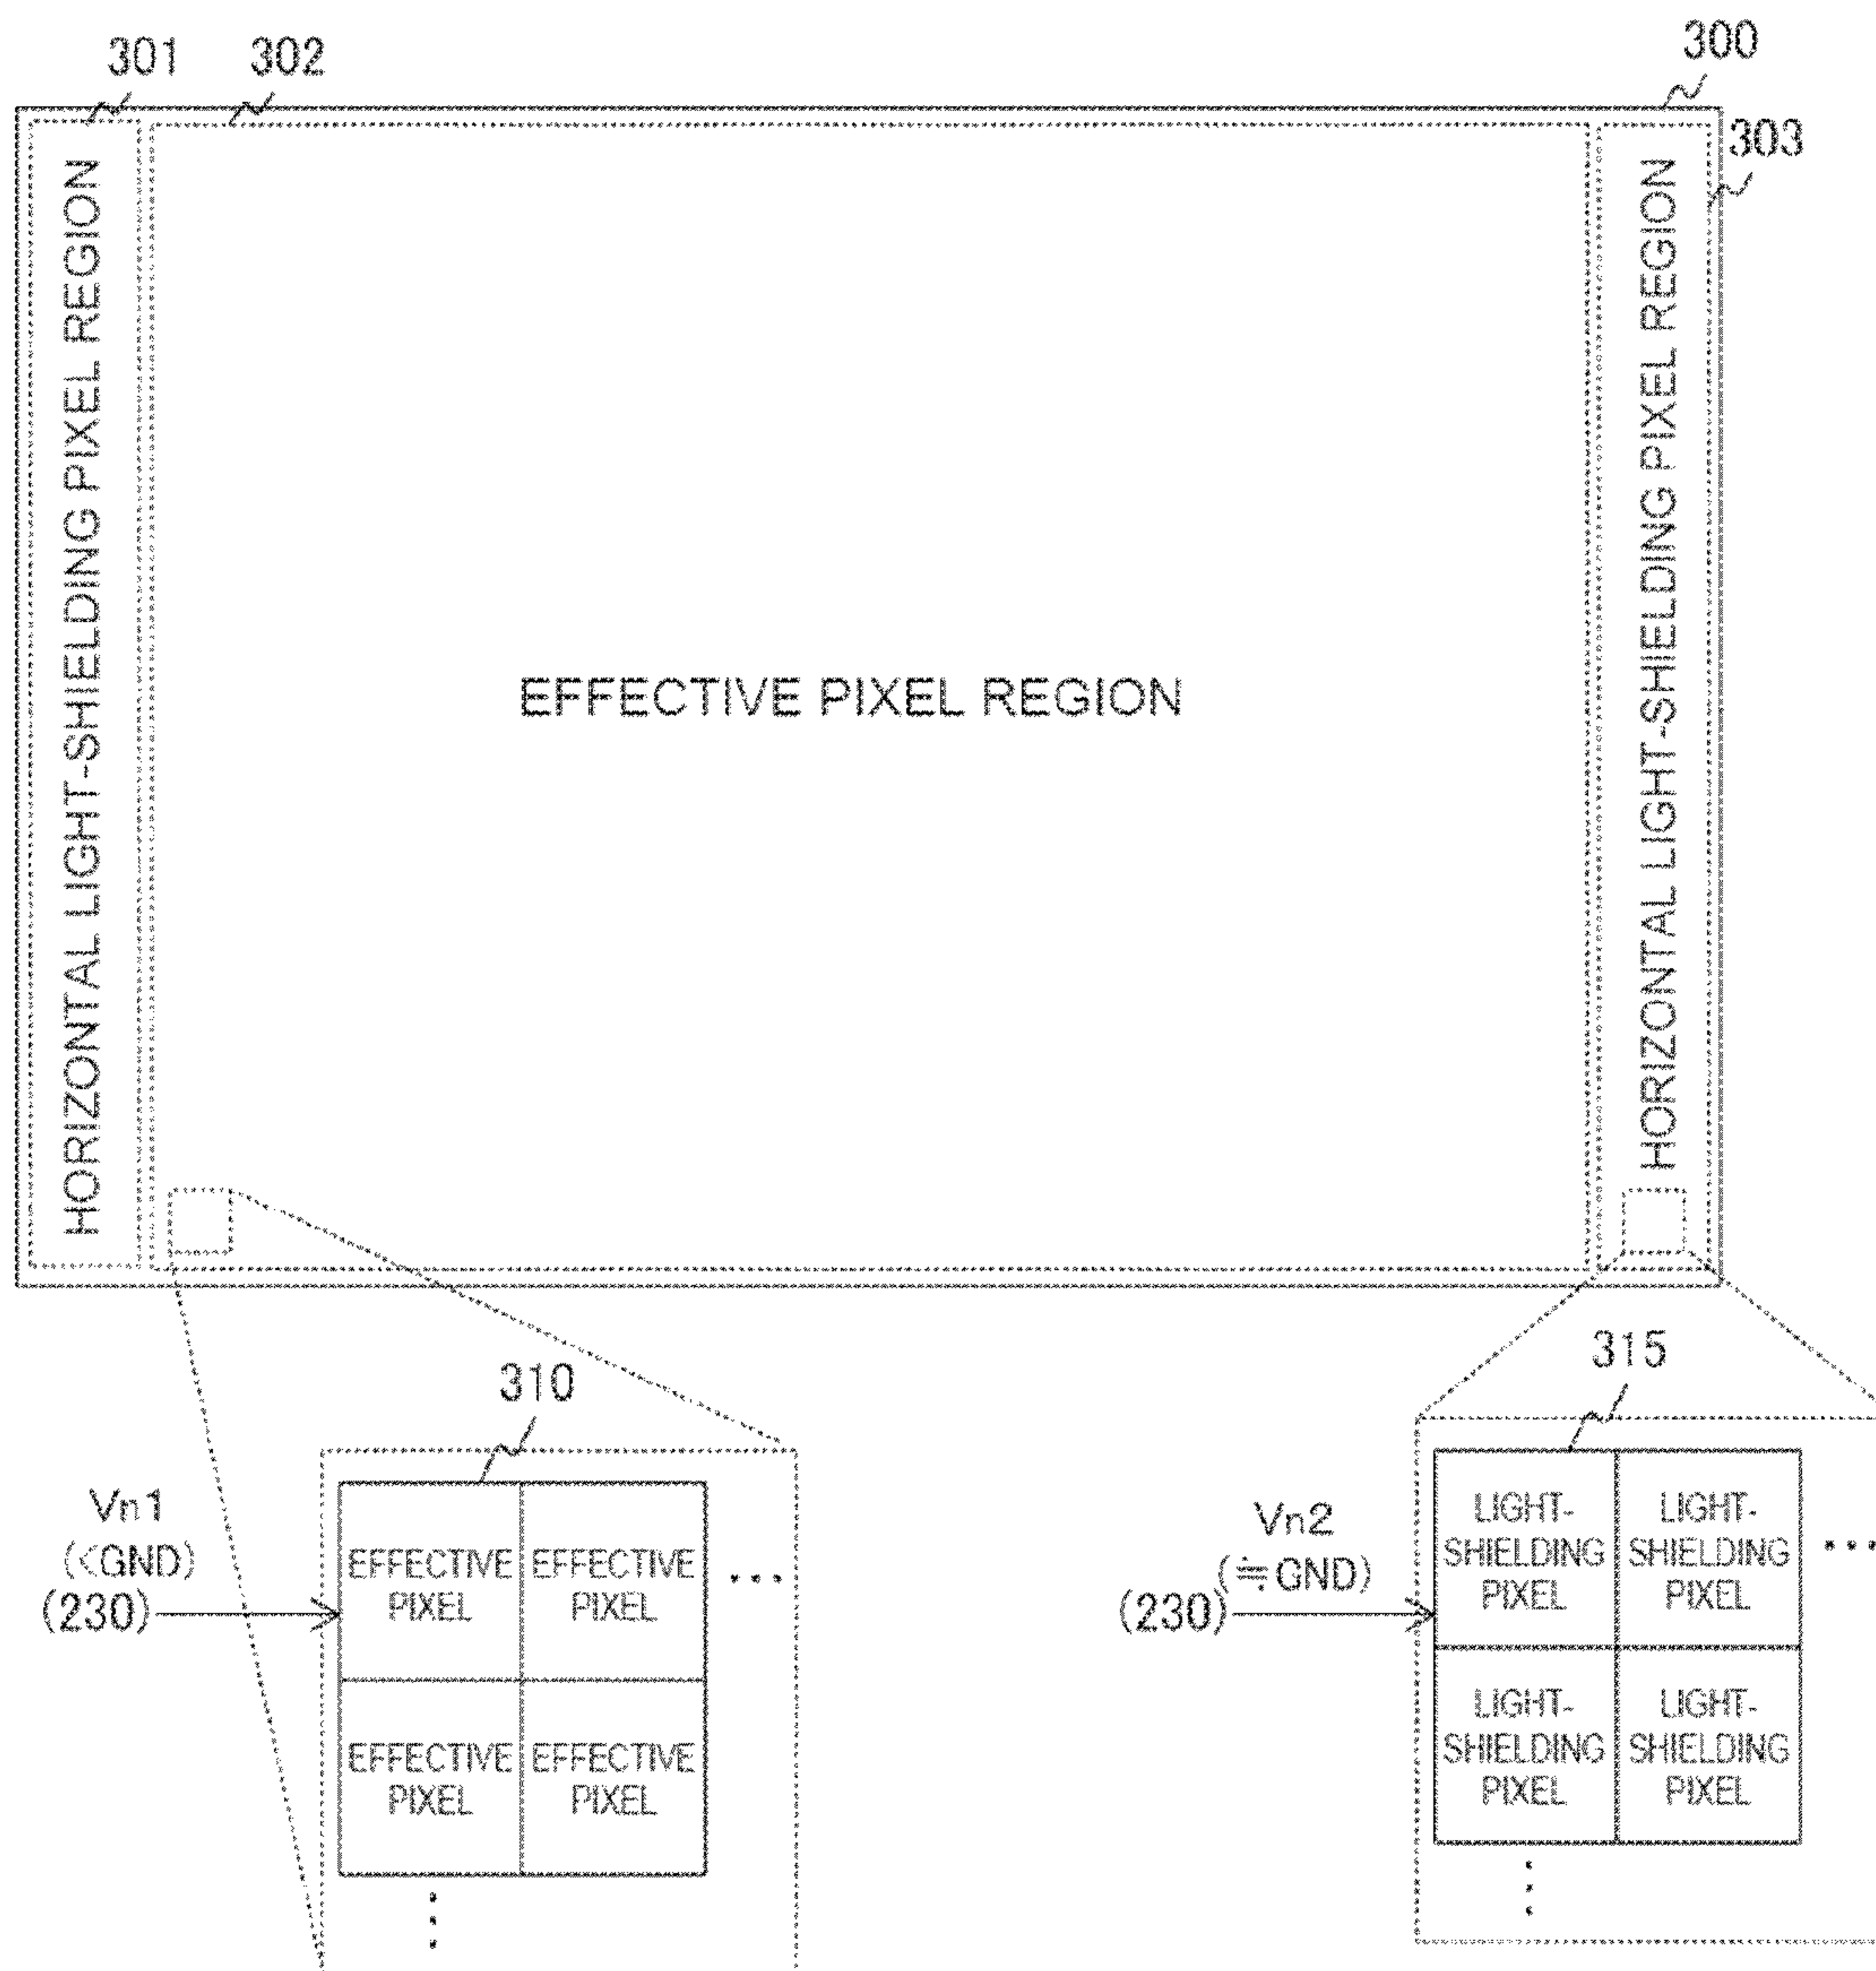 301
302
300
303
HORIZONTAL LIGHT-SHIELDING PIXEL REGION
EFFECTIVE PIXEL REGION
HORIZONTAL LIGHT-SHIELDING PIXEL REGION
310
Vn1
(<GND)
(230)
EFFECTIVE
PIXEL
EFFECTIVE
PIXEL
...
EFFECTIVE
PIXEL
EFFECTIVE
PIXEL
315
Vn2
(≒GND)
(230)
LIGHT-
SHIELDING
PIXEL
LIGHT-
SHIELDING
PIXEL
...
LIGHT-
SHIELDING
PIXEL
LIGHT-
SHIELDING
PIXEL